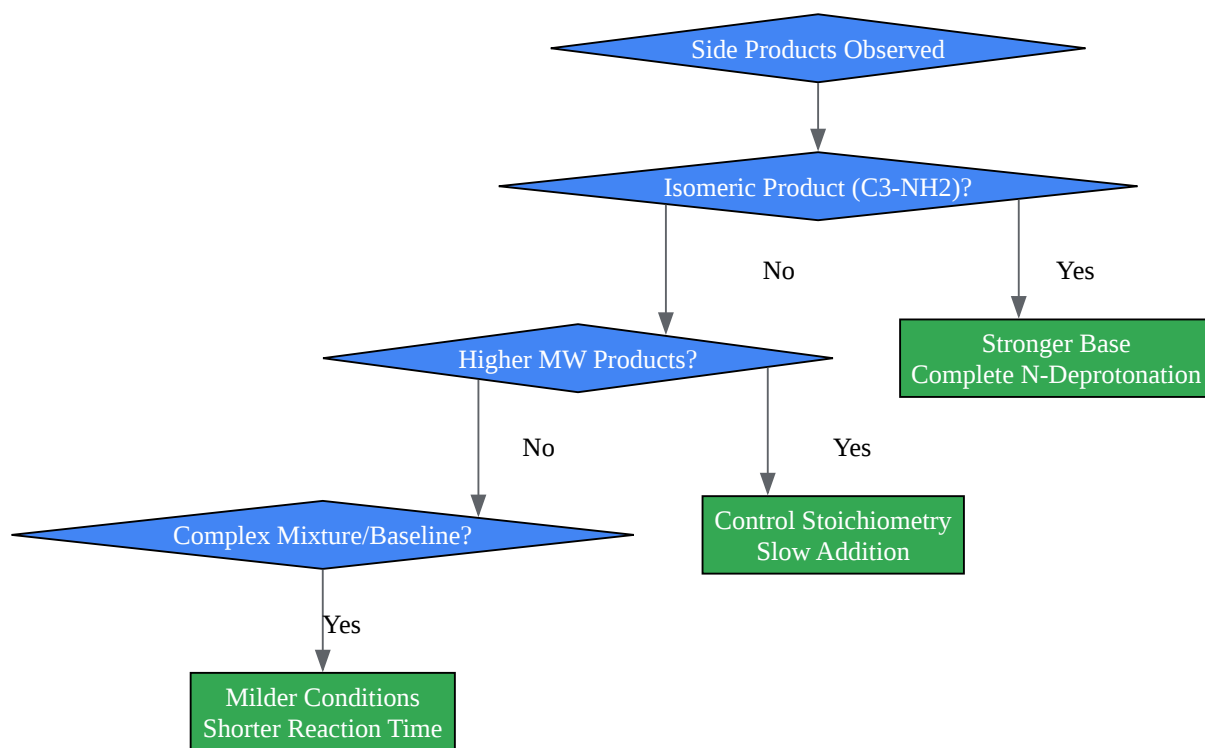 Side Products Observed
Isomeric Product (C3-NH2)?
No
Yes
Stronger Base
Complete N-Deprotonation
Higher MW Products?
No
Yes
Control Stoichiometry
Slow Addition
Complex Mixture/Baseline?
Yes
Milder Conditions
Shorter Reaction Time